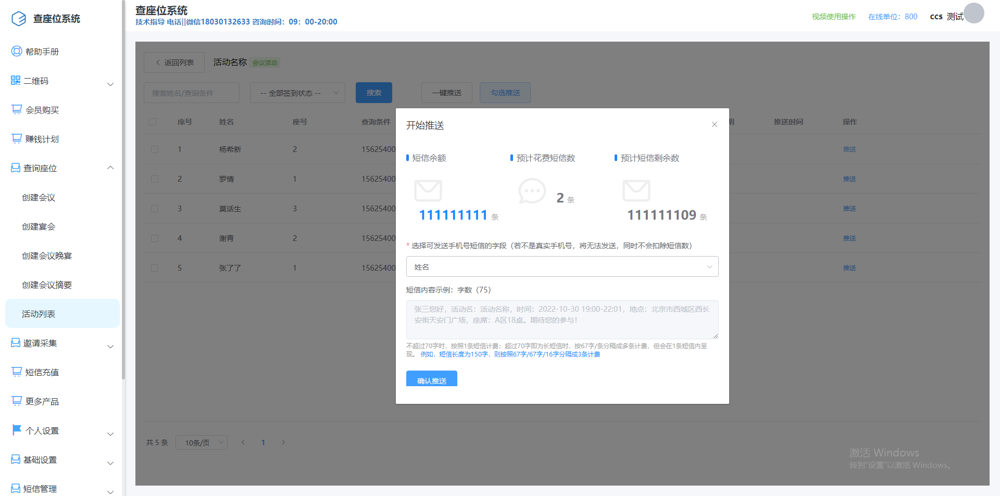 查座位系统
帮助手册
二维码
会员购买
赚钱计划
查询座位
创建会议
创建宴会
创建会议晚宴
创建会议摘要
活动列表
邀请采集
短信充值
更多产品
个人设置
基础设置
短信管理
查座位系统
技术指导 电话||微信18030132633 咨询时间：09：00-20:00
视频使用操作 在线单位：800 ccs 测试
返回列表 活动名称 会议活动
搜索姓名/查询条件 -- 全部签到状态 -- 搜索 一键推送 勾选推送
序号 姓名 座号 查询条件 期 推送时间 操作
1 杨希新 2 15625400 推送
2 罗情 1 15625400 推送
3 莫话生 3 15625400 推送
4 谢青 2 15625400 推送
5 张了了 1 15625400 推送
共 5 条 10条/页 1
开始推送
短信余额 预计花费短信数 预计短信剩余数
111111111 条 2 条 111111109 条
* 选择可发送手机号短信的字段（若不是真实手机号，将无法发送，同时不会扣除短信数）
姓名
短信内容示例：字数（75）
张三您好，活动名：活动名称，时间：2022-10-30 19:00-22:01，地点：北京市西城区西长
安街天安门广场，座席：A区18桌。期待您的参与！
不超过70字时，按照1条短信计费；超过70字即为长短信时，按67字/条分隔成多条计费，但会在1条短信内呈
现。 例如，短信长度为150字，则按照67字/67字/16字分隔成3条计费
确认推送
激活 Windows
转到“设置”以激活 Windows。